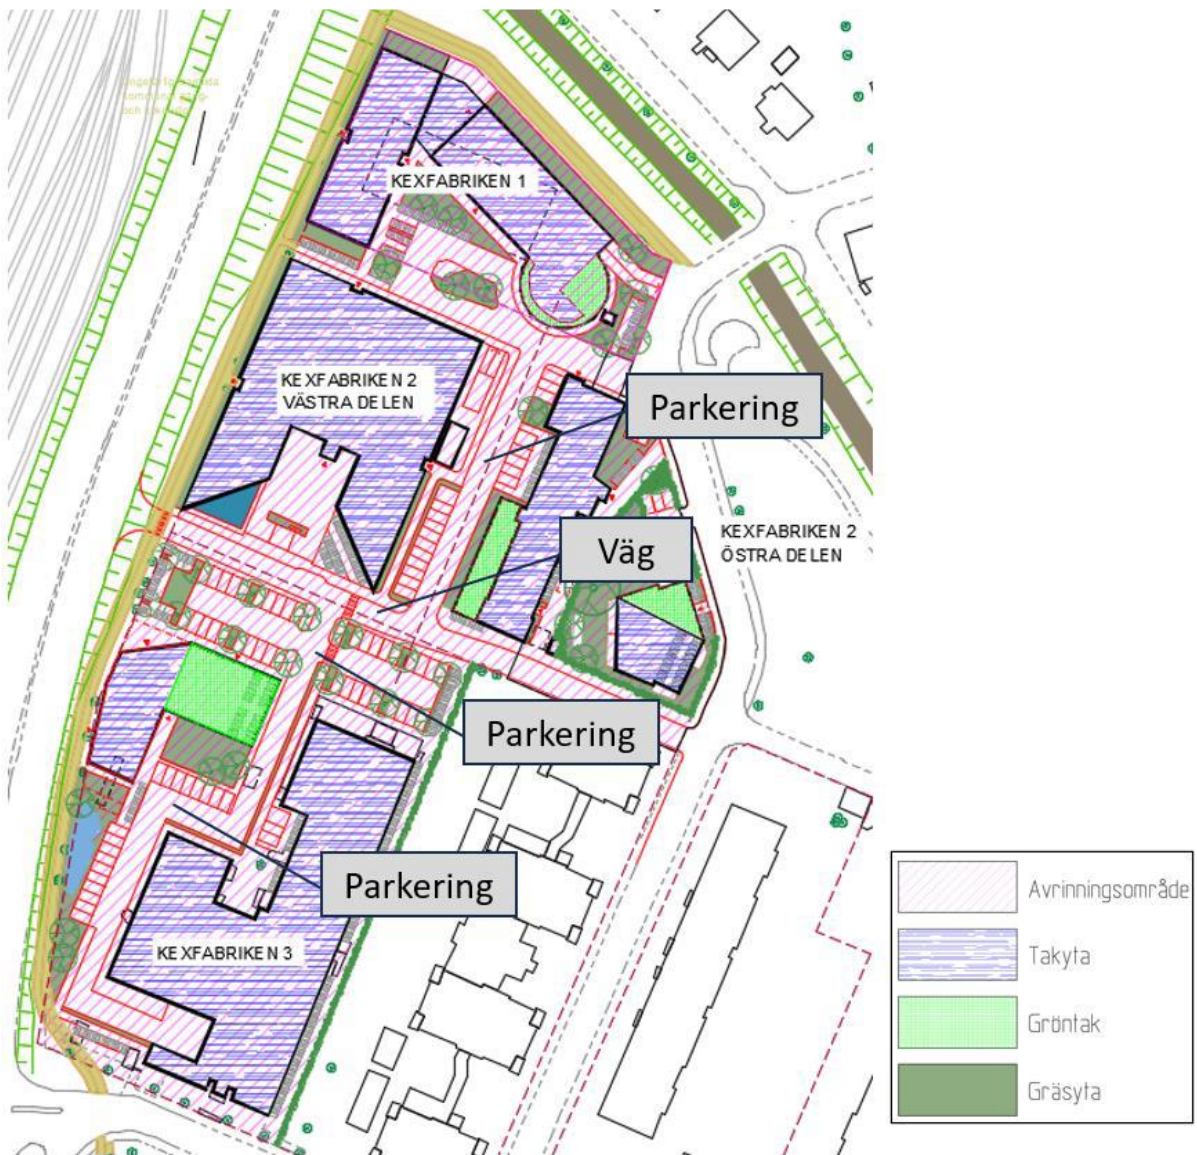 KEXFABRIKEN 1
KEXFABRIKEN 2
VÄSTRA DELEN
Parkering
KEXFABRIKEN 2
ÖSTRA DELEN
Väg
Parkering
Parkering
KEXFABRIKEN 3
Avrinningsområde
Takyta
Gröntak
Gräsyta